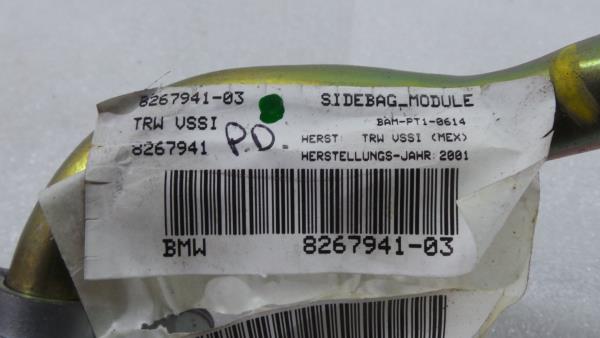 8267941-03 SIDEBAG_MODULE
TRW VSSI BAM-PT1-0614
8267941 P.D. HERST: TRW VSSI (MEX)
HERSTELLUNGS-JAHR: 2001
BMW 8267941-03